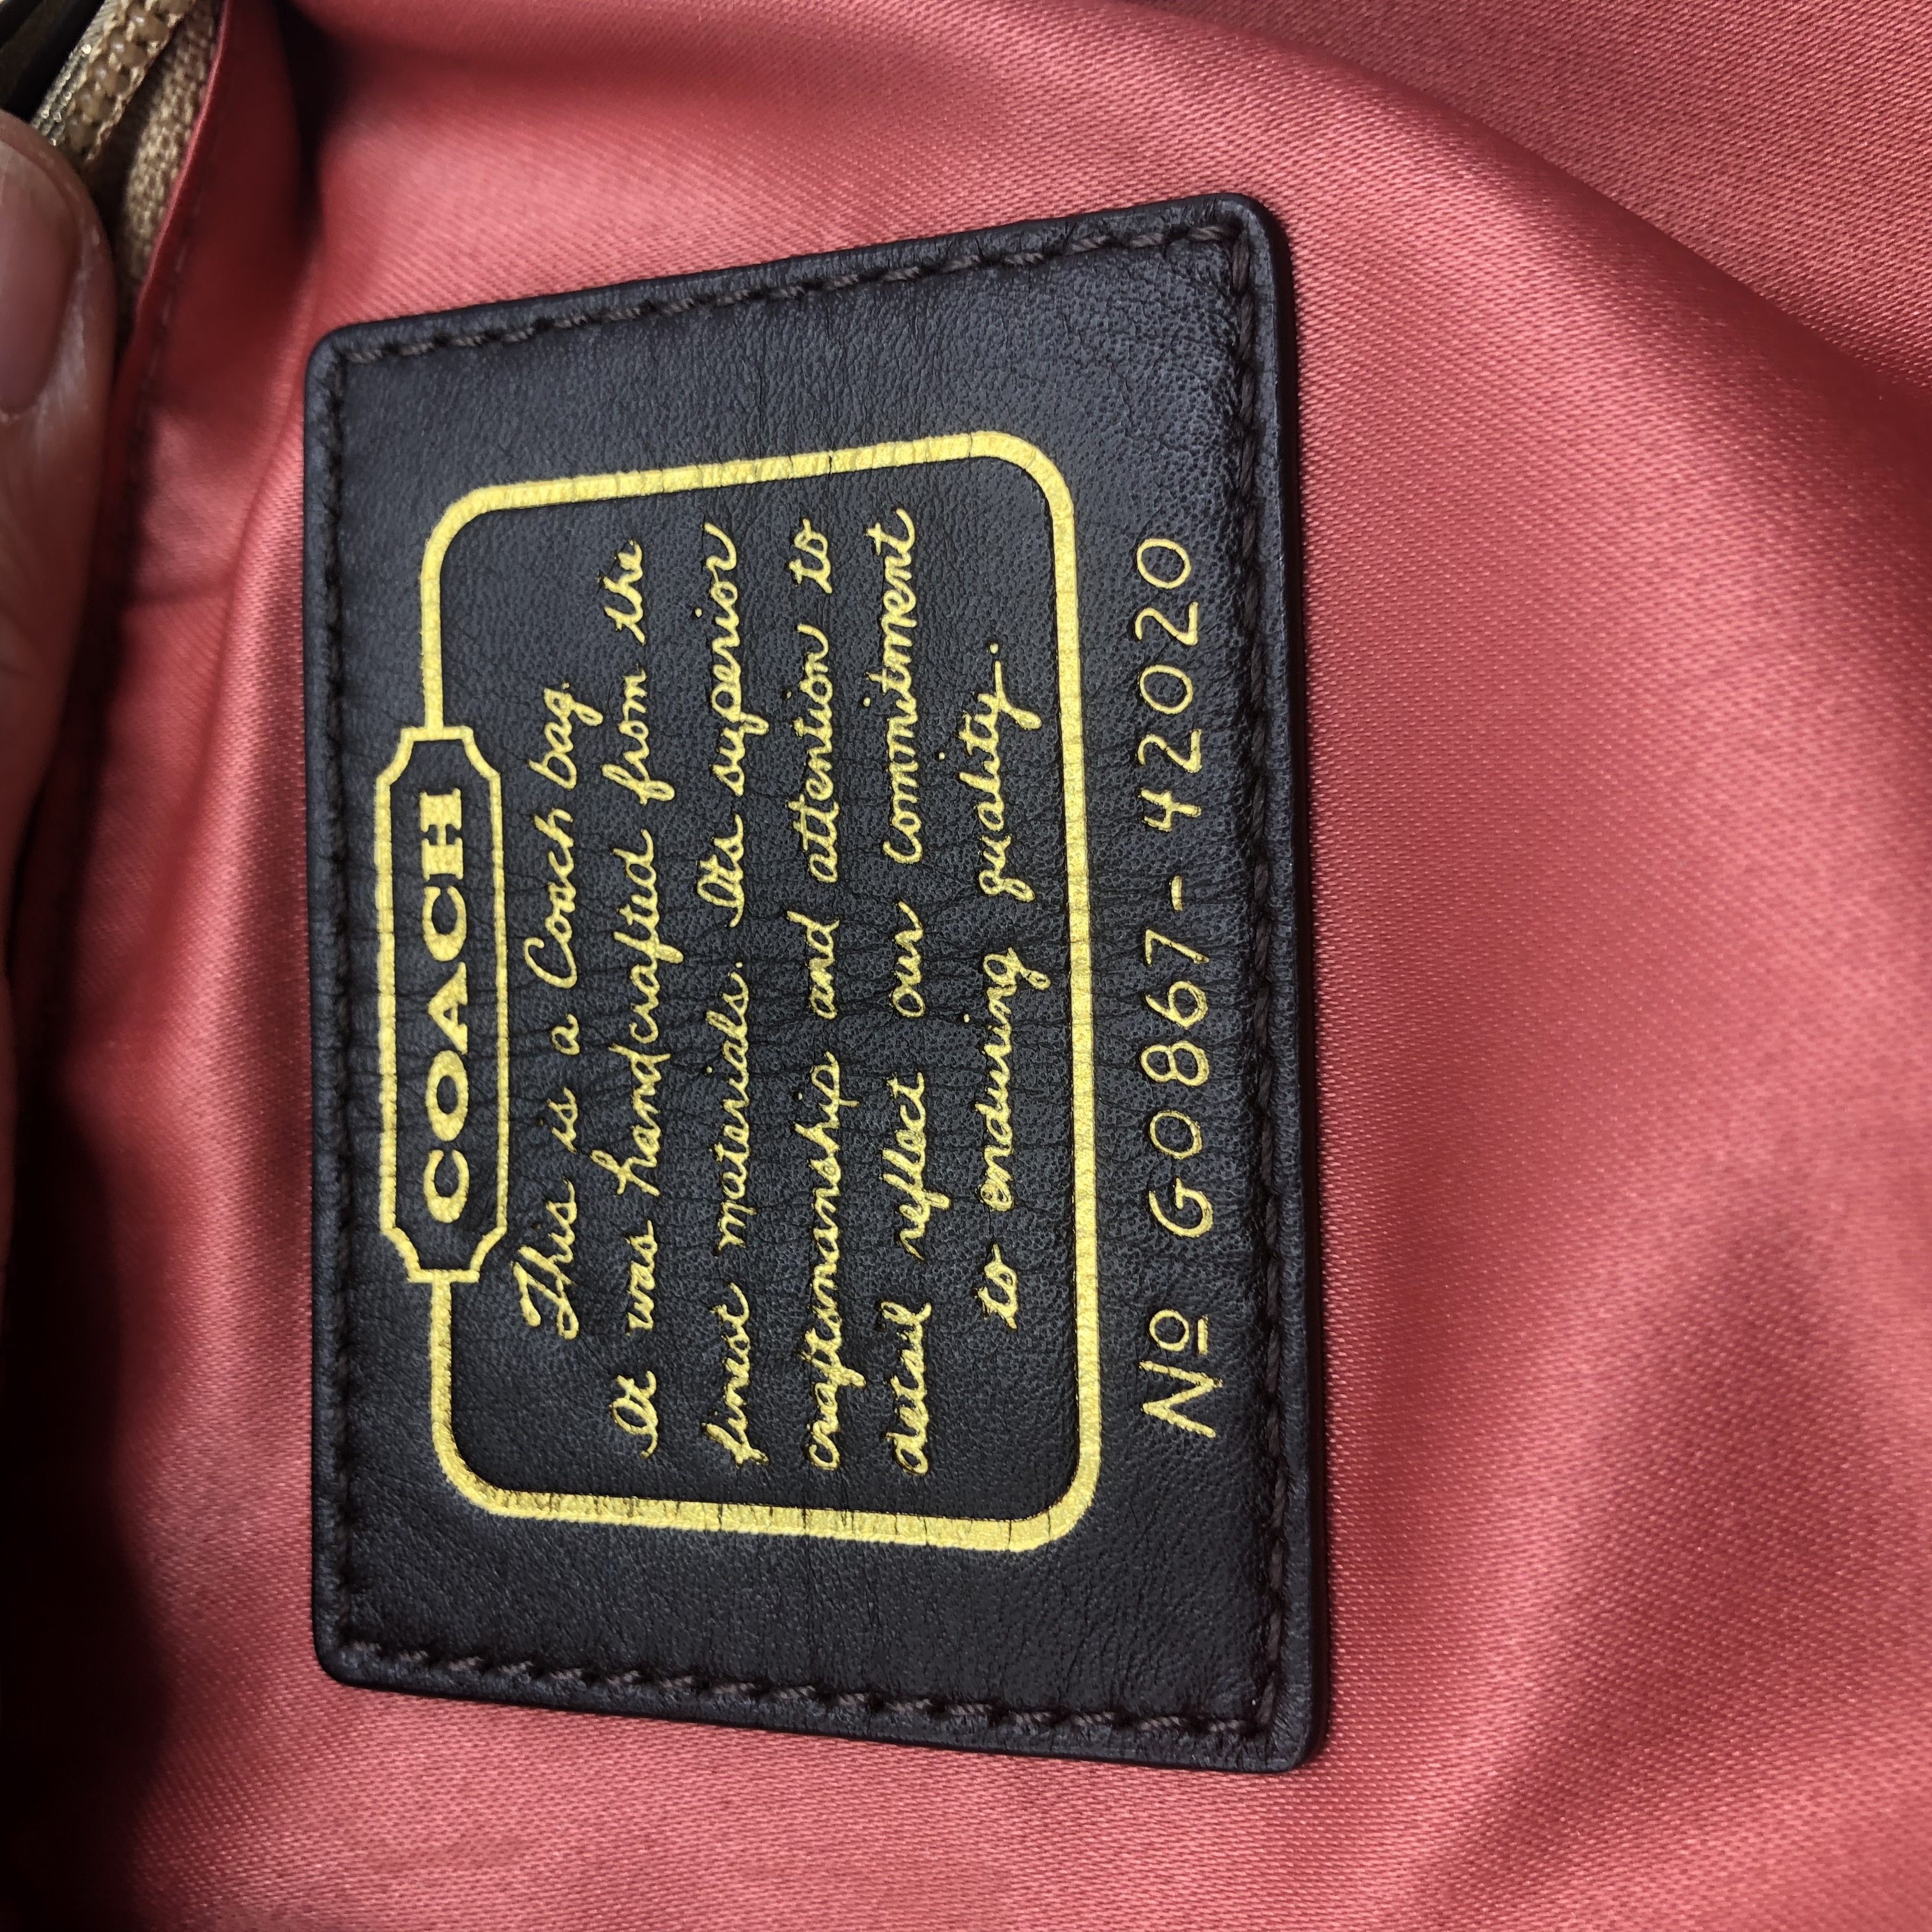 COACH
This is a Coach bag.
It was handcrafted from the
finest materials. Its superior
craftsmanship and attention to
detail reflect our commitment
to enduring quality.
Nº G0867-42020